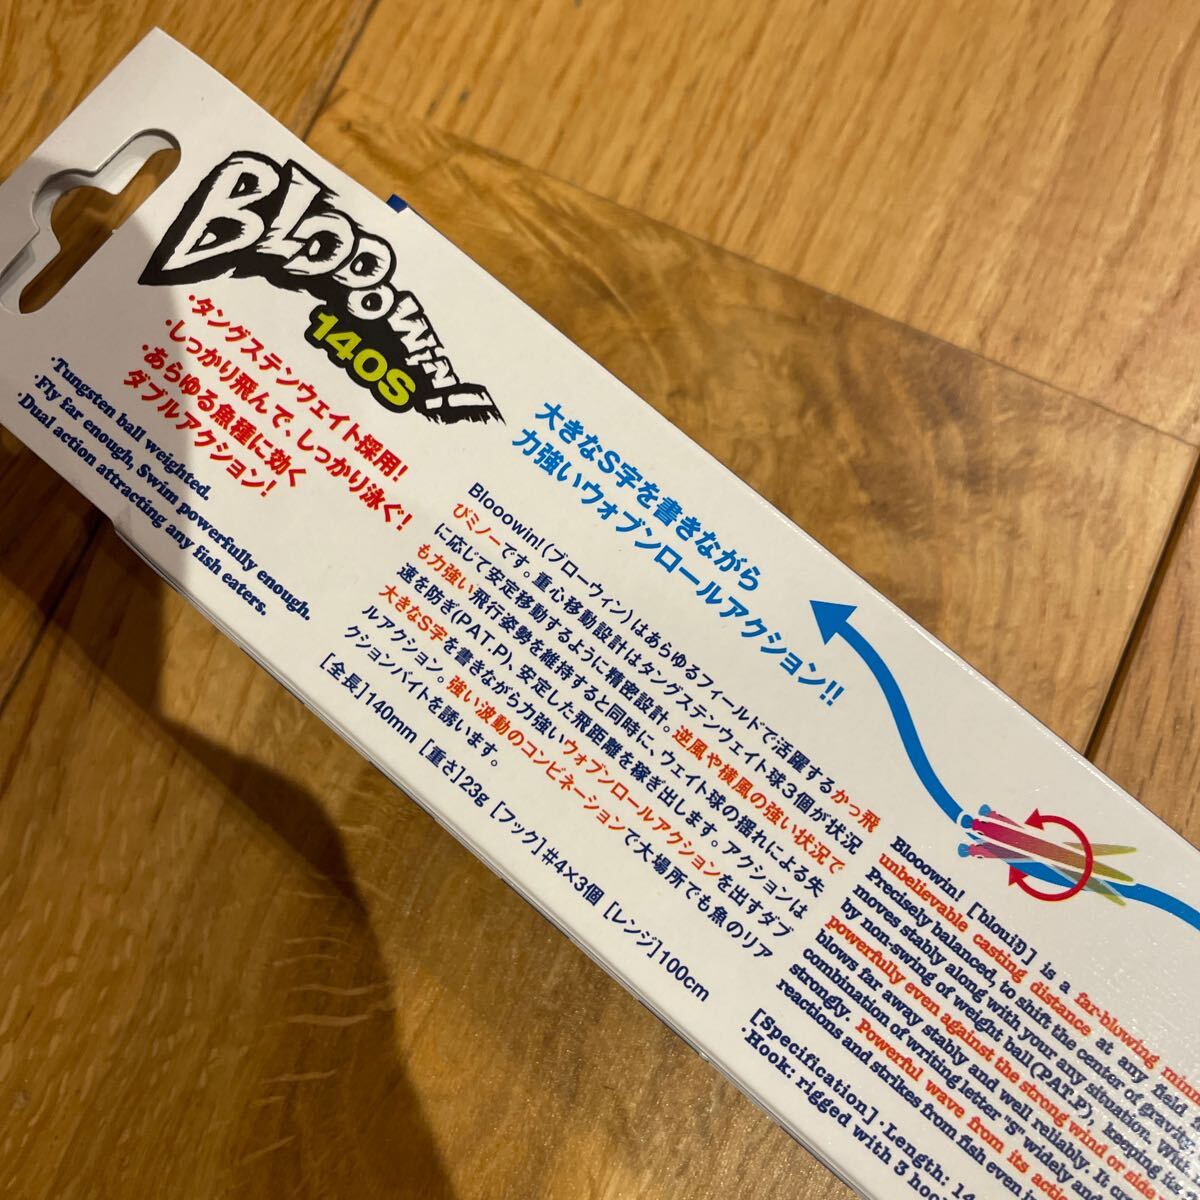 Blooowin!!
140S
・タングステンウェイト採用!
・しっかり飛んで、しっかり泳ぐ!
・あらゆる魚種に効く
ダブルアクション!
・Tungsten ball weighted.
・Fly far enough, Swim powerfully enough.
・Dual action attracting any fish eaters.
大きなS字を書きながら
力強いウォブンロールアクション!!
Blooowin!(ブローウィン)はあらゆるフィールドで活躍するかっ飛
びミノーです。重心移動設計はタングステンウェイト球3個が状況
に応じて安定移動するように精密設計。逆風や横風の強い状況で
も力強い飛行姿勢を維持すると同時に、ウェイト球の揺れによる失
速を防ぎ(PAT.P)、安定した飛距離を稼ぎ出します。アクションは
大きなS字を書きながら力強いウォブンロールアクションを出すダブ
ルアクション。強い波動のコンビネーションで大場所でも魚のリア
クションバイトを誘います。
[全長]140mm [重さ]23g [フック]#4×3個 [レンジ]100cm
Blooowin! is a far-blowing
unbelievable casting distance at any field
Precisely balanced, to shift the center of
moves stably along with your any situation.
by non-swing of weight ball(PAT.P), keeping
powerfully even against the strong wind or
blows far away stably and well reliably. It
combination of writing letter "S" widely
strongly. Powerful wave from its
reactions and strikes from fish even
[Specification] ・Length:
・Hook: rigged with 3